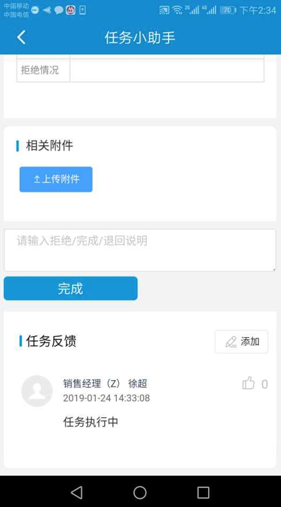 中国移动
中国电信
下午2:34
任务小助手
拒绝情况
相关附件
上传附件
请输入拒绝/完成/退回说明
完成
任务反馈
添加
销售经理（Z） 徐超
0
2019-01-24 14:33:08
任务执行中